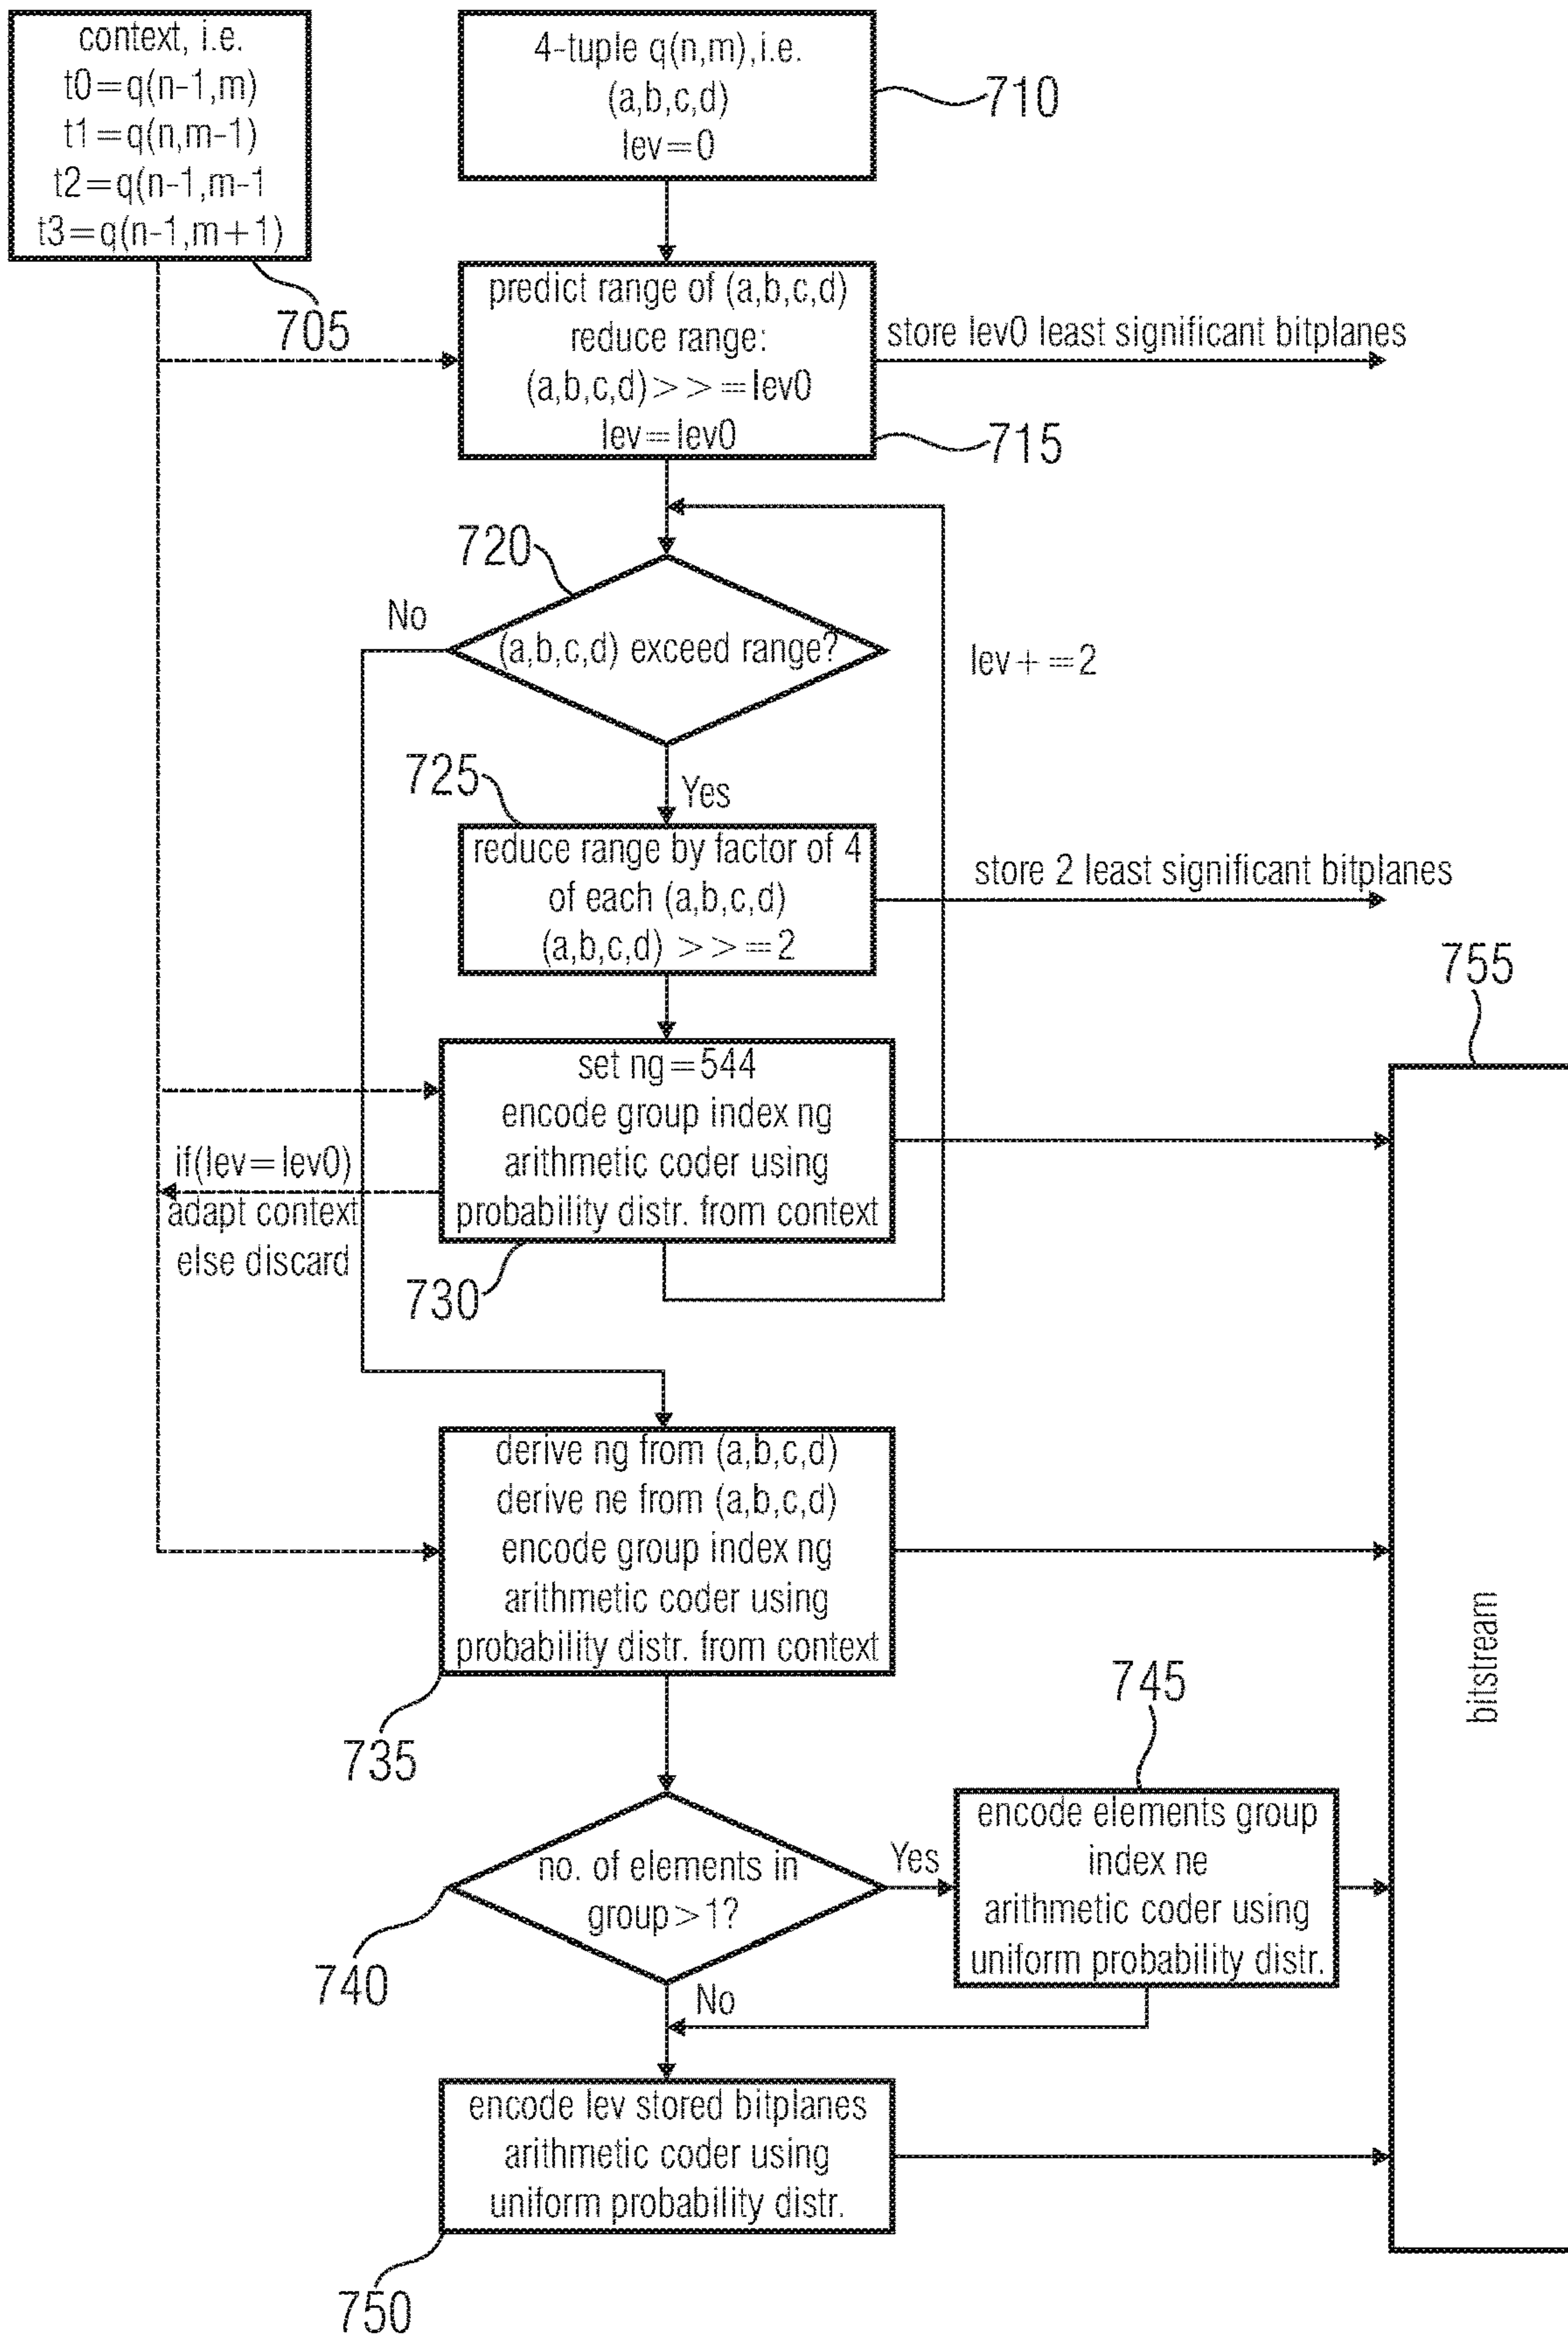 context, i.e.
t0=q(n-1,m)
t1=q(n,m-1)
t2=q(n-1,m-1
t3=q(n-1,m+1)
705
4-tuple q(n,m),i.e.
(a,b,c,d)
lev=0
710
predict range of (a,b,c,d)
reduce range:
(a,b,c,d)>>=lev0
lev=lev0
715
store lev0 least significant bitplanes
720
No
(a,b,c,d) exceed range?
lev+=2
725
Yes
reduce range by factor of 4
of each (a,b,c,d)
(a,b,c,d) >>=2
store 2 least significant bitplanes
755
set ng=544
encode group index ng
arithmetic coder using
probability distr. from context
if(lev=lev0)
adapt context
else discard
730
derive ng from (a,b,c,d)
derive ne from (a,b,c,d)
encode group index ng
arithmetic coder using
probability distr. from context
735
bitstream
745
no. of elements in
group>1?
Yes
740
No
encode elements group
index ne
arithmetic coder using
uniform probability distr.
encode lev stored bitplanes
arithmetic coder using
uniform probability distr.
750